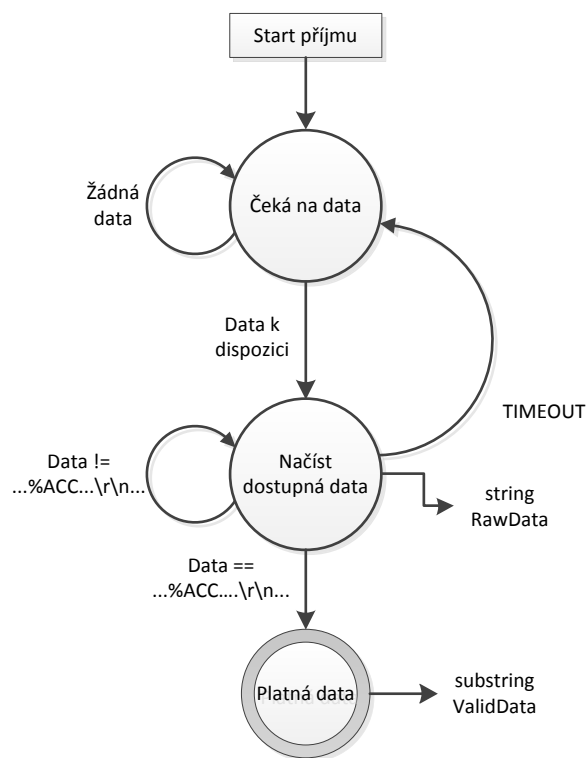 Start příjmu
Žádná
data
Čeká na data
Data k
dispozici
TIMEOUT
Data !=
...%ACC...\r\n...
Načíst
dostupná data
string
RawData
Data ==
...%ACC....\r\n...
Platná data
substring
ValidData